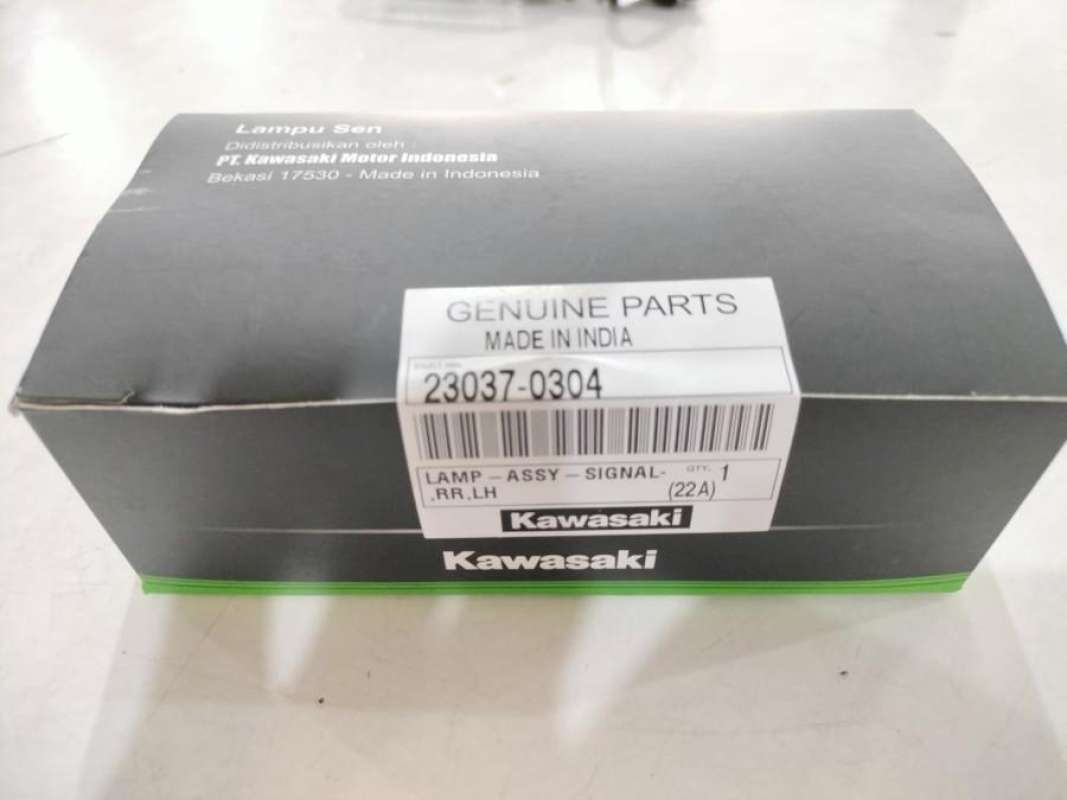 Lampu Sen
Didistribusikan oleh :
PT. Kawasaki Motor Indonesia
Bekasi 17530 - Made in Indonesia
GENUINE PARTS
MADE IN INDIA
23037-0304
LAMP-ASSY-SIGNAL- QTY. 1
,RR,LH (22A)
Kawasaki
Kawasaki